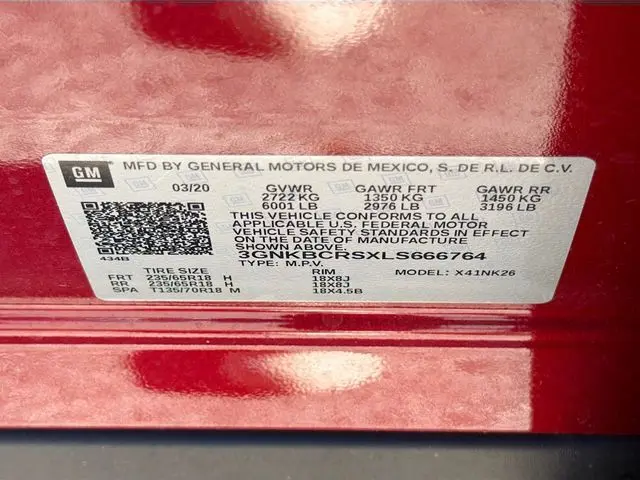 GM MFD BY GENERAL MOTORS DE MEXICO, S. DE R.L. DE C.V.
03/20 GVWR GAWR FRT GAWR RR
2722 KG 1350 KG 1450 KG
6001 LB 2976 LB 3196 LB
THIS VEHICLE CONFORMS TO ALL
APPLICABLE U.S. FEDERAL MOTOR
VEHICLE SAFETY STANDARDS IN EFFECT
ON THE DATE OF MANUFACTURE
SHOWN ABOVE.
434B 3GNKBCRSXLS666764
TYPE: M.P.V. MODEL: X41NK26
TIRE SIZE RIM
FRT 235/65R18 H 18X8J
RR 235/65R18 H 18X8J
SPA T135/70R18 M 18X4.5B